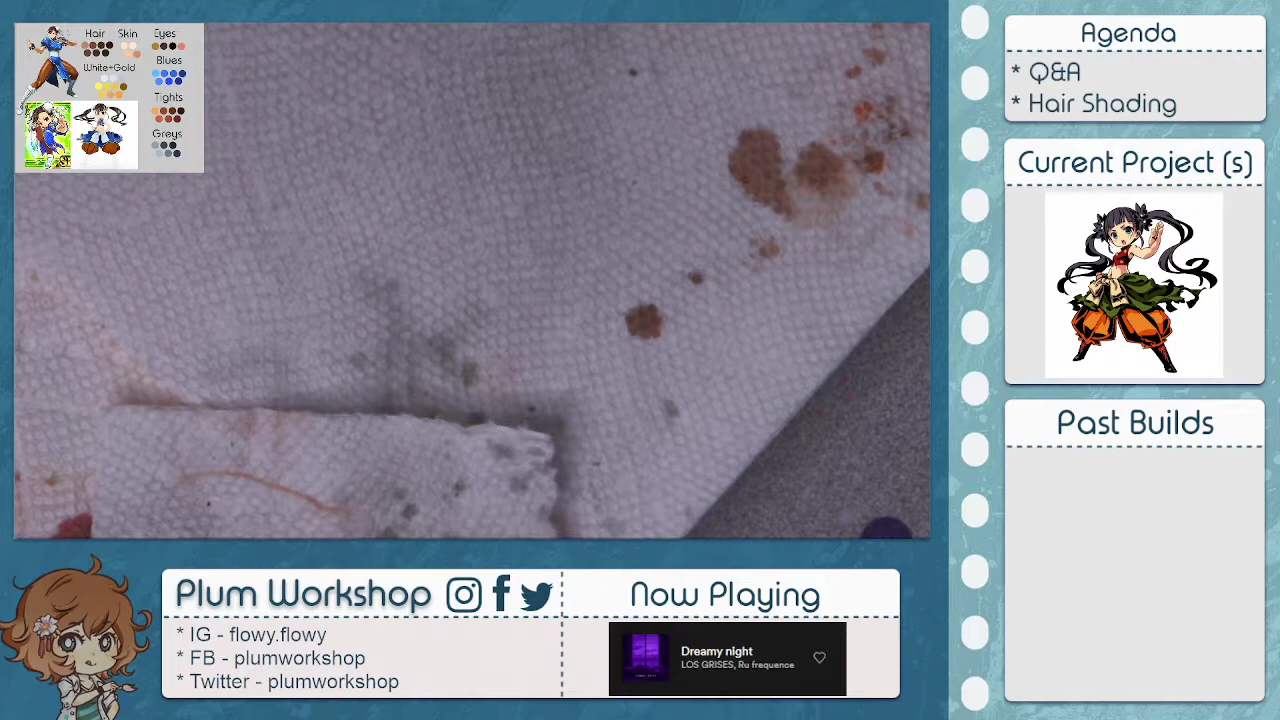 Hair Skin Eyes
White+Gold
Blues
Tights
Greys
Agenda
* Q&A
* Hair Shading
Current Project (s)
Past Builds
Plum Workshop
* IG - flowy.flowy
* FB - plumworkshop
* Twitter - plumworkshop
Now Playing
Dreamy night
LOS GRISES, Ru frequence